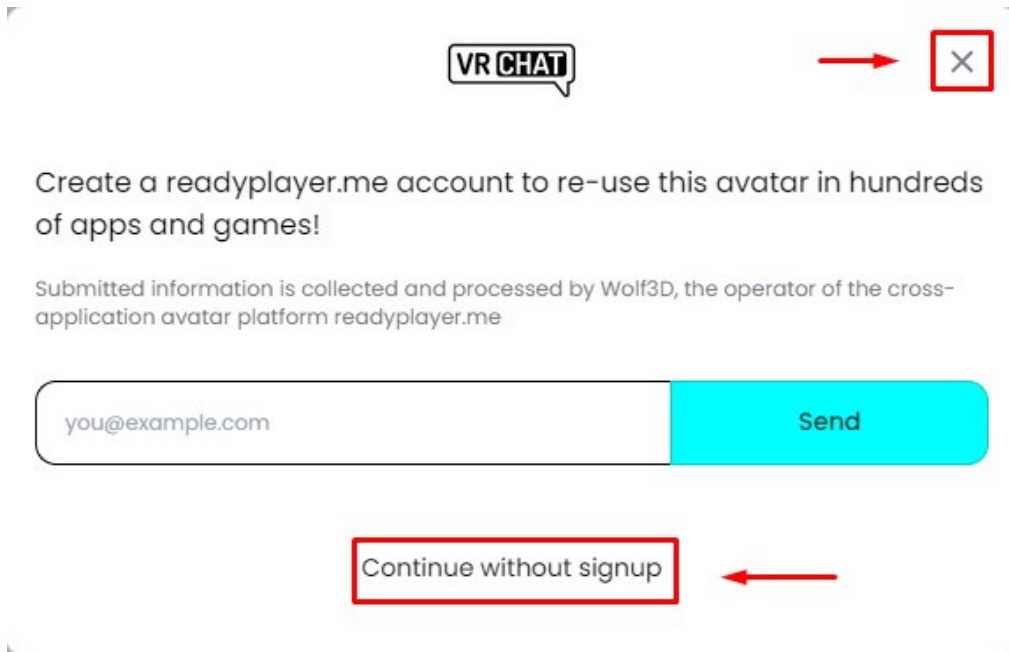 VR CHAT
Create a readyplayer.me account to re-use this avatar in hundreds
of apps and games!
Submitted information is collected and processed by Wolf3D, the operator of the cross-
application avatar platform readyplayer.me
you@example.com
Send
Continue without signup